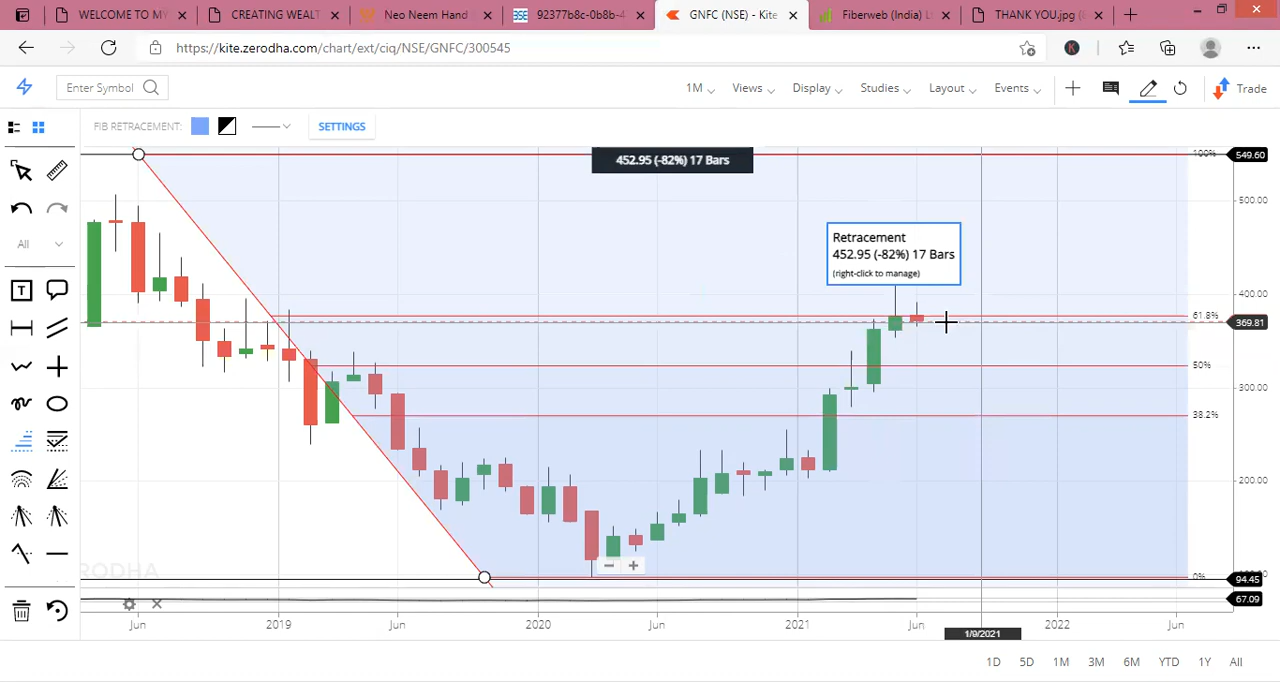 WELCOME TO MY
CREATING WEALT
Neo Neem Hand
BSE
92377b8c-0b8b-4
GNFC (NSE) - Kite
Fiberweb (India) L
THANK YOU.jpg (
https://kite.zerodha.com/chart/ext/ciq/NSE/GNFC/300545
K
Enter Symbol
1M
Views
Display
Studies
Layout
Events
Trade
FIB RETRACEMENT:
SETTINGS
452.95 (-82%) 17 Bars
100%
549.60
500.00
Retracement
452.95 (-82%) 17 Bars
(right-click to manage)
All
T
400.00
61.8%
369.81
50%
300.00
38.2%
200.00
RODHA
0%
94.45
67.09
Jun
2019
Jun
2020
Jun
2021
Jun
2022
Jun
1/9/2021
1D
5D
1M
3M
6M
YTD
1Y
All